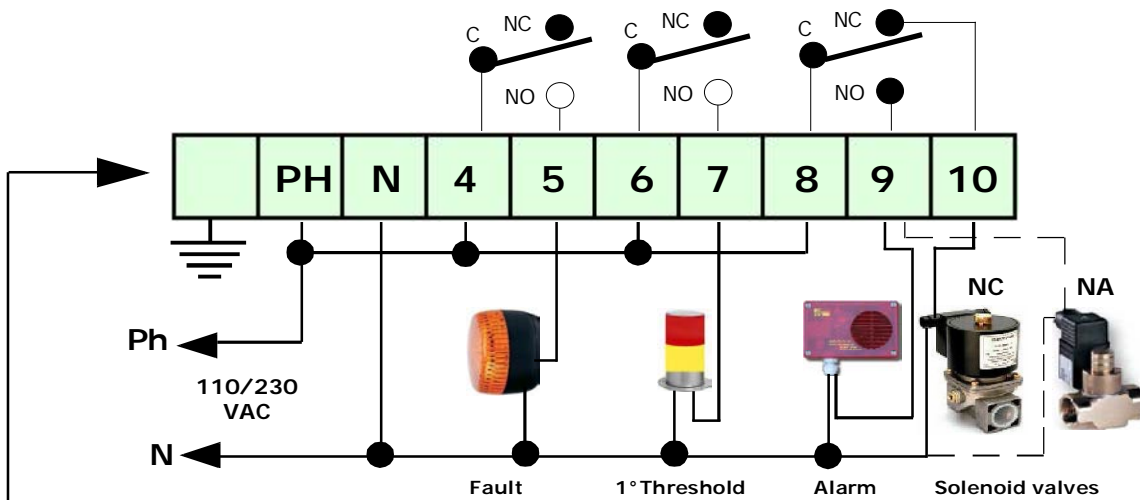 C NC C NC C NC
NO NO NO
PH N 4 5 6 7 8 9 10
NC NA
Ph
110/230
VAC
N
Fault 1°Threshold Alarm Solenoid valves